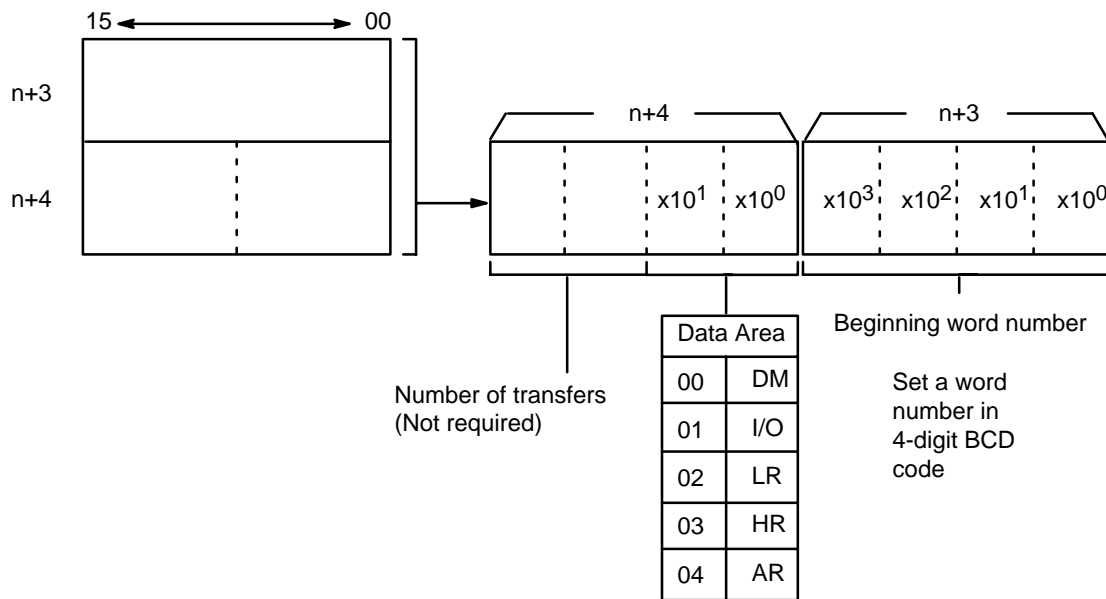 15 00
n+3
n+4
n+4 n+3
x10¹ x10⁰ x10³ x10² x10¹ x10⁰
Number of transfers
(Not required)
Data Area
00 DM
01 I/O
02 LR
03 HR
04 AR
Beginning word number
Set a word
number in
4-digit BCD
code